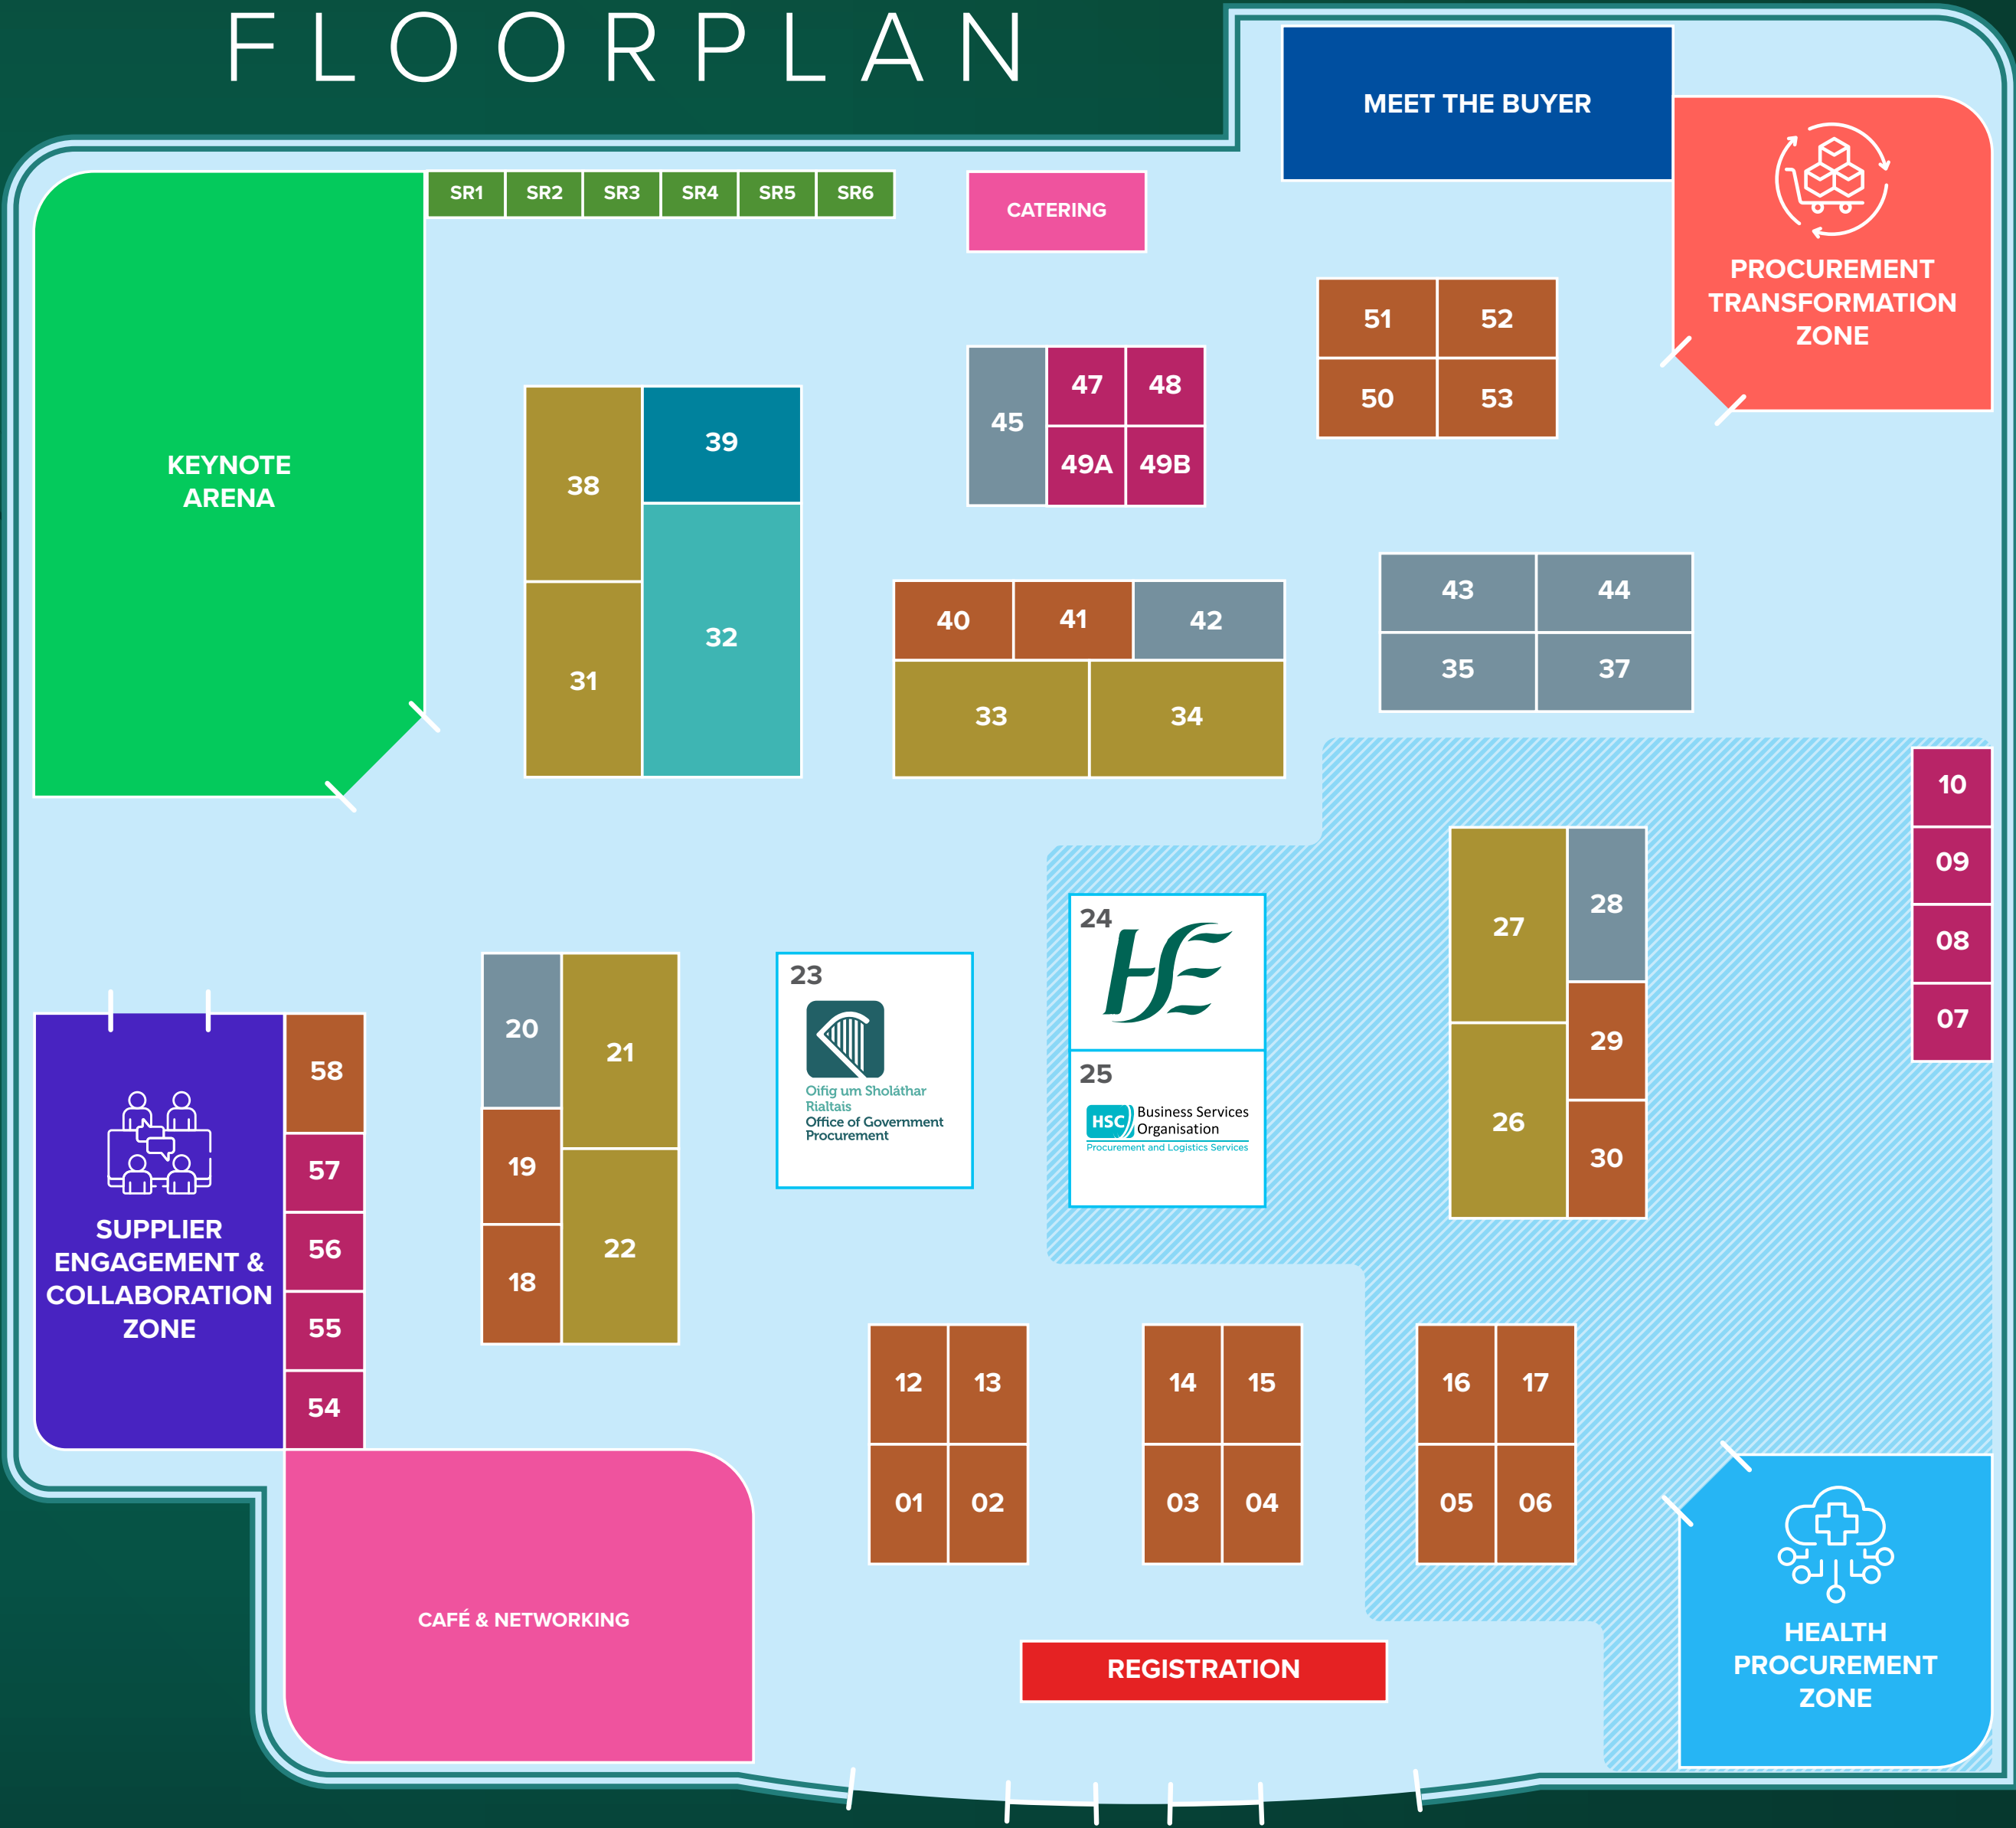 FLOORPLAN
MEET THE BUYER
PROCUREMENT
TRANSFORMATION
ZONE
SR1
SR2
SR3
SR4
SR5
SR6
CATERING
KEYNOTE
ARENA
51
52
50
53
45
47
48
49A
49B
38
39
31
32
40
41
42
33
34
43
44
35
37
10
09
08
07
27
28
29
26
30
24
HSE
25
HSC
Business Services
Organisation
Procurement and Logistics Services
23
Oifig um Sholáthar
Rialtais
Office of Government
Procurement
20
21
19
22
18
58
57
56
55
54
SUPPLIER
ENGAGEMENT &
COLLABORATION
ZONE
12
13
01
02
14
15
03
04
16
17
05
06
CAFÉ & NETWORKING
REGISTRATION
HEALTH
PROCUREMENT
ZONE